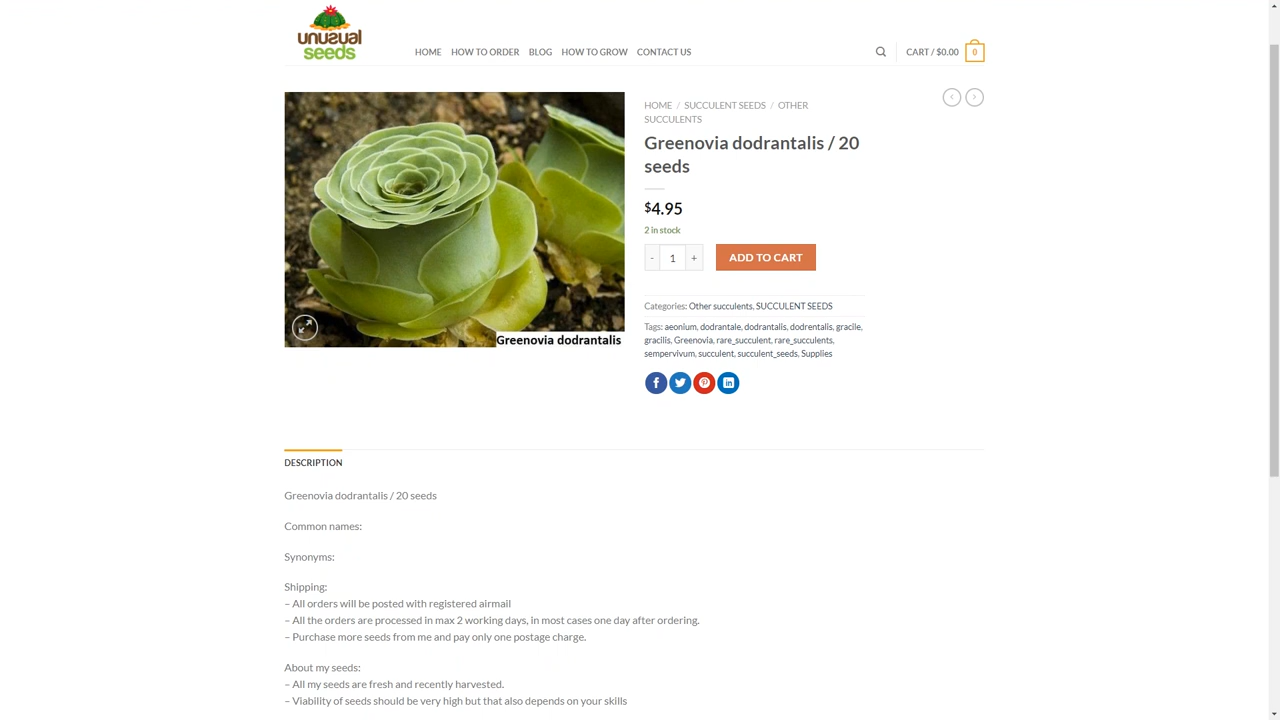 unusual
seeds
HOME
HOW TO ORDER
BLOG
HOW TO GROW
CONTACT US
CART / $0.00
0
HOME / SUCCULENT SEEDS / OTHER
SUCCULENTS
Greenovia dodrantalis / 20
seeds
$4.95
2 in stock
- 1 +
ADD TO CART
Categories: Other succulents, SUCCULENT SEEDS
Tags: aeonium, dodrantale, dodrantalis, dodrentalis, gracile,
gracilis, Greenovia, rare_succulent, rare_succulents,
sempervivum, succulent, succulent_seeds, Supplies
Greenovia dodrantalis
DESCRIPTION
Greenovia dodrantalis / 20 seeds
Common names:
Synonyms:
Shipping:
– All orders will be posted with registered airmail
– All the orders are processed in max 2 working days, in most cases one day after ordering.
– Purchase more seeds from me and pay only one postage charge.
About my seeds:
– All my seeds are fresh and recently harvested.
– Viability of seeds should be very high but that also depends on your skills